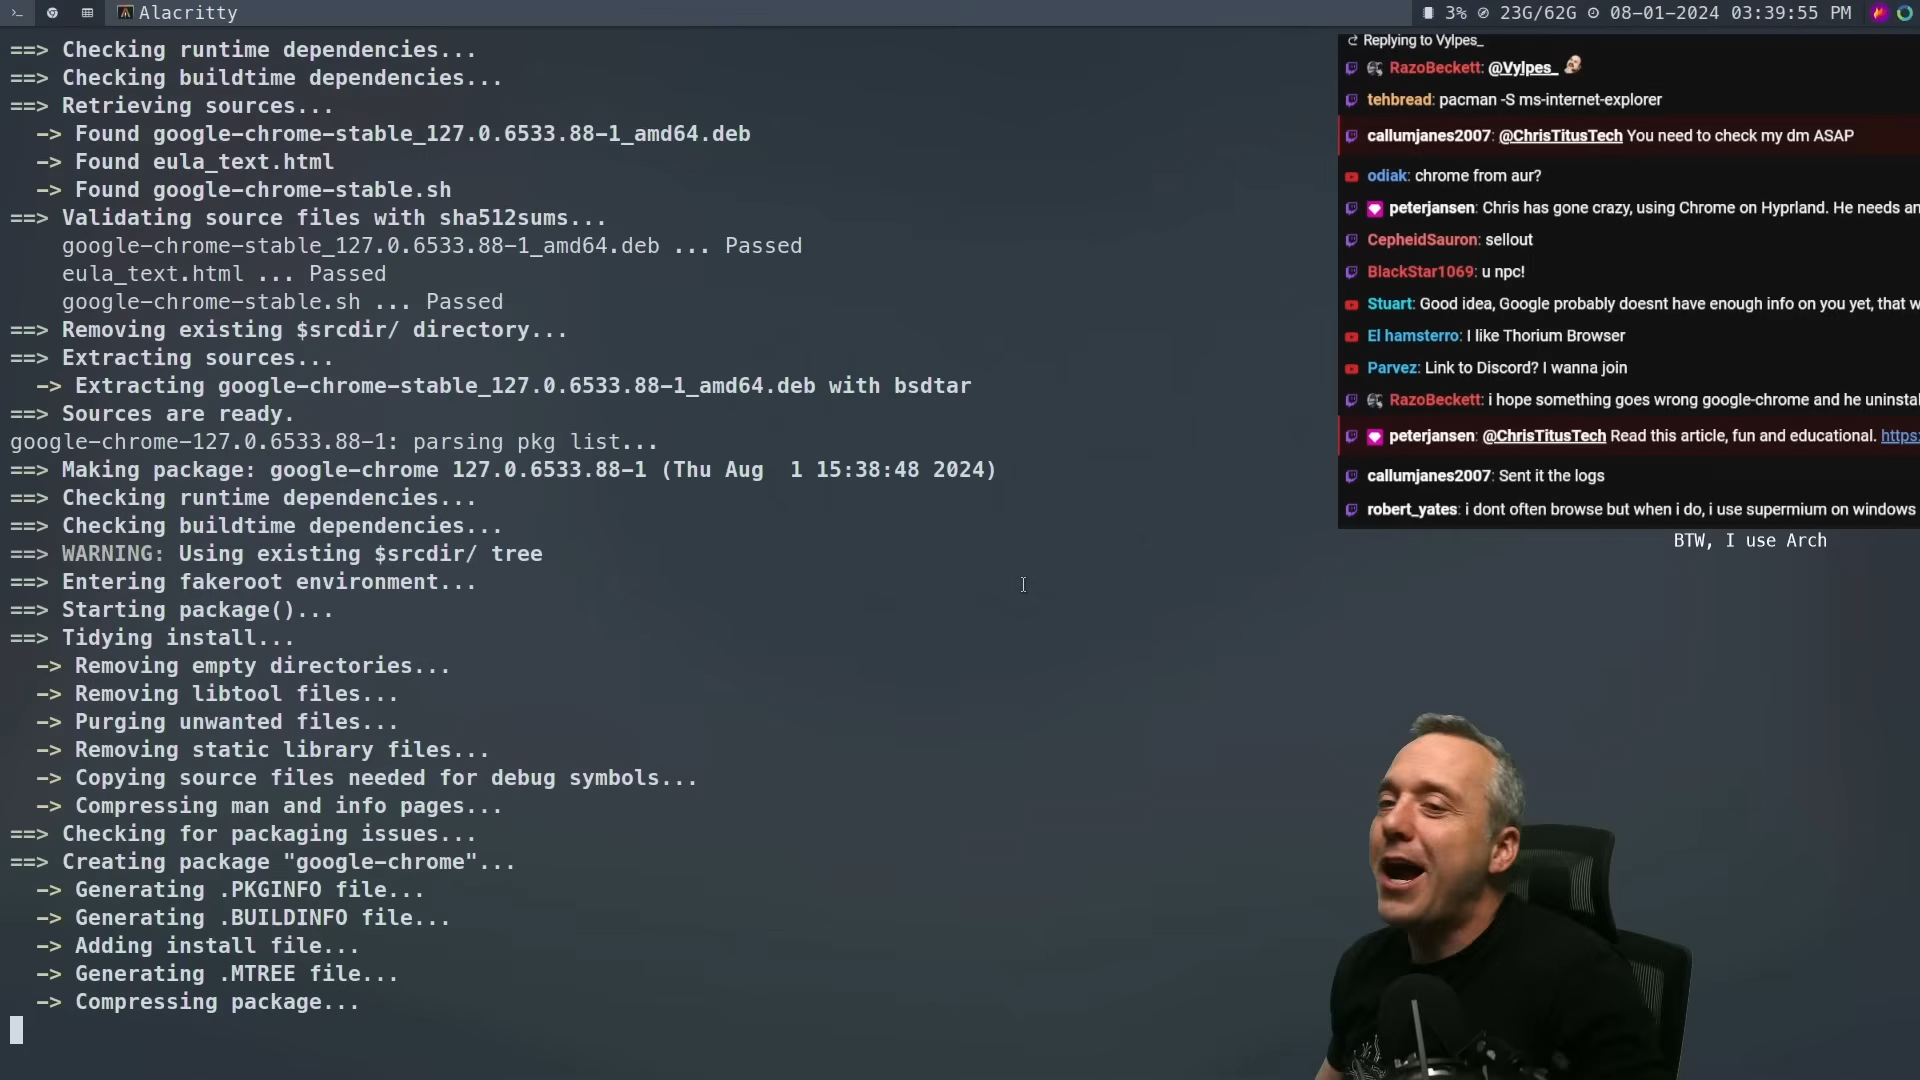 Alacritty
3% 23G/62G 08-01-2024 03:39:55 PM
==> Checking runtime dependencies...
==> Checking buildtime dependencies...
==> Retrieving sources...
-> Found google-chrome-stable_127.0.6533.88-1_amd64.deb
-> Found eula_text.html
-> Found google-chrome-stable.sh
==> Validating source files with sha512sums...
google-chrome-stable_127.0.6533.88-1_amd64.deb ... Passed
eula_text.html ... Passed
google-chrome-stable.sh ... Passed
==> Removing existing $srcdir/ directory...
==> Extracting sources...
-> Extracting google-chrome-stable_127.0.6533.88-1_amd64.deb with bsdtar
==> Sources are ready.
google-chrome-127.0.6533.88-1: parsing pkg list...
==> Making package: google-chrome 127.0.6533.88-1 (Thu Aug  1 15:38:48 2024)
==> Checking runtime dependencies...
==> Checking buildtime dependencies...
==> WARNING: Using existing $srcdir/ tree
==> Entering fakeroot environment...
==> Starting package()...
==> Tidying install...
-> Removing empty directories...
-> Removing libtool files...
-> Purging unwanted files...
-> Removing static library files...
-> Copying source files needed for debug symbols...
-> Compressing man and info pages...
==> Checking for packaging issues...
==> Creating package "google-chrome"...
-> Generating .PKGINFO file...
-> Generating .BUILDINFO file...
-> Adding install file...
-> Generating .MTREE file...
-> Compressing package...
Replying to Vylpes_
RazoBeckett: @Vylpes_
tehbread: pacman -S ms-internet-explorer
callumjanes2007: @ChrisTitusTech You need to check my dm ASAP
odiak: chrome from aur?
peterjansen: Chris has gone crazy, using Chrome on Hyprland. He needs an
CepheidSauron: sellout
BlackStar1069: u npc!
Stuart: Good idea, Google probably doesnt have enough info on you yet, that w
El hamsterro: I like Thorium Browser
Parvez: Link to Discord? I wanna join
RazoBeckett: i hope something goes wrong google-chrome and he uninstal
peterjansen: @ChrisTitusTech Read this article, fun and educational. https:
callumjanes2007: Sent it the logs
robert_yates: i dont often browse but when i do, i use supermium on windows
BTW, I use Arch